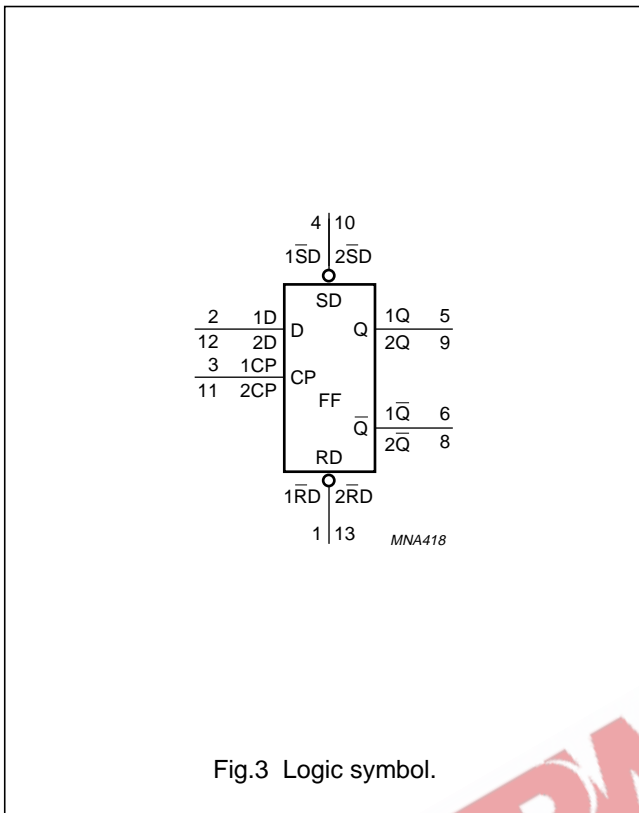 4 10
1S̅D 2S̅D
SD
2 1D D Q 1Q 5
12 2D 2Q 9
3 1CP CP
11 2CP
FF
Q̅ 1Q̅ 6
2Q̅ 8
RD
1R̅D 2R̅D
1 13
MNA418
Fig.3 Logic symbol.